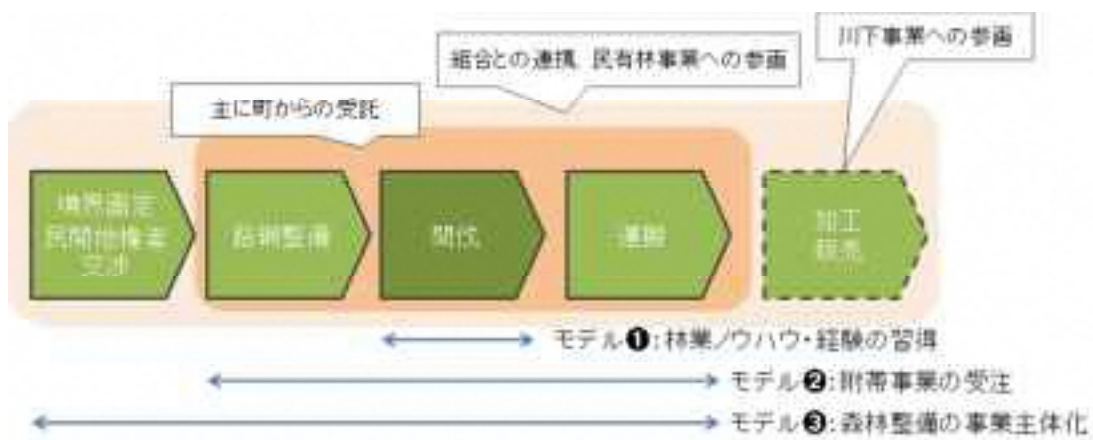 川下事業への参画
組合との連携、民有林事業への参画
主に町からの受託
境界画定
民間地権者
交渉
路網整備
間伐
運搬
加工
販売
モデル❶:林業ノウハウ・経験の習得
モデル❷:附帯事業の受注
モデル❸:森林整備の事業主体化